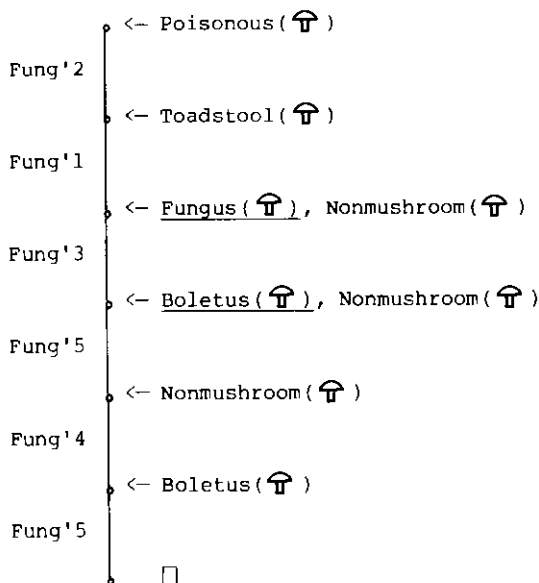 <— Poisonous(🍄)
Fung'2
<— Toadstool(🍄)
Fung'1
<— Fungus(🍄), Nonmushroom(🍄)
Fung'3
<— Boletus(🍄), Nonmushroom(🍄)
Fung'5
<— Nonmushroom(🍄)
Fung'4
<— Boletus(🍄)
Fung'5
□